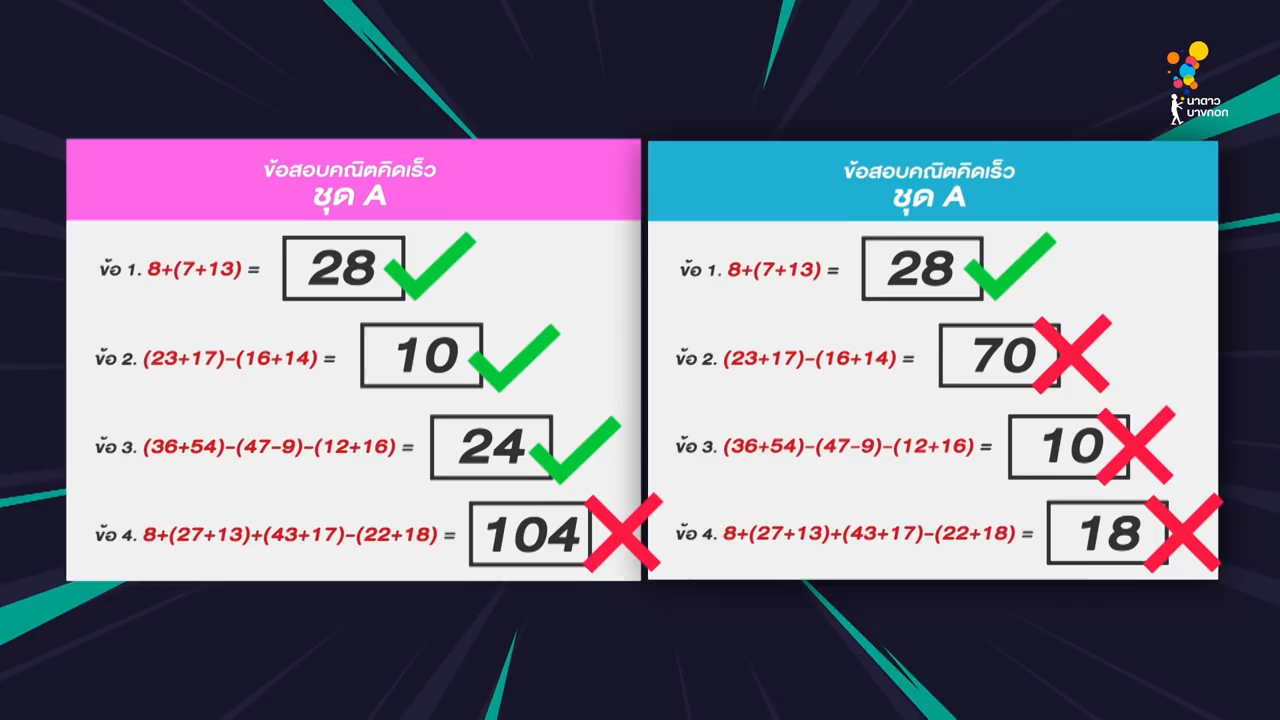 นาดาว
บางกอก
ข้อสอบคณิตคิดเร็ว
ชุด A
ข้อ 1. 8+(7+13) = 28
ข้อ 2. (23+17)-(16+14) = 10
ข้อ 3. (36+54)-(47-9)-(12+16) = 24
ข้อ 4. 8+(27+13)+(43+17)-(22+18) = 104
ข้อสอบคณิตคิดเร็ว
ชุด A
ข้อ 1. 8+(7+13) = 28
ข้อ 2. (23+17)-(16+14) = 70
ข้อ 3. (36+54)-(47-9)-(12+16) = 10
ข้อ 4. 8+(27+13)+(43+17)-(22+18) = 18